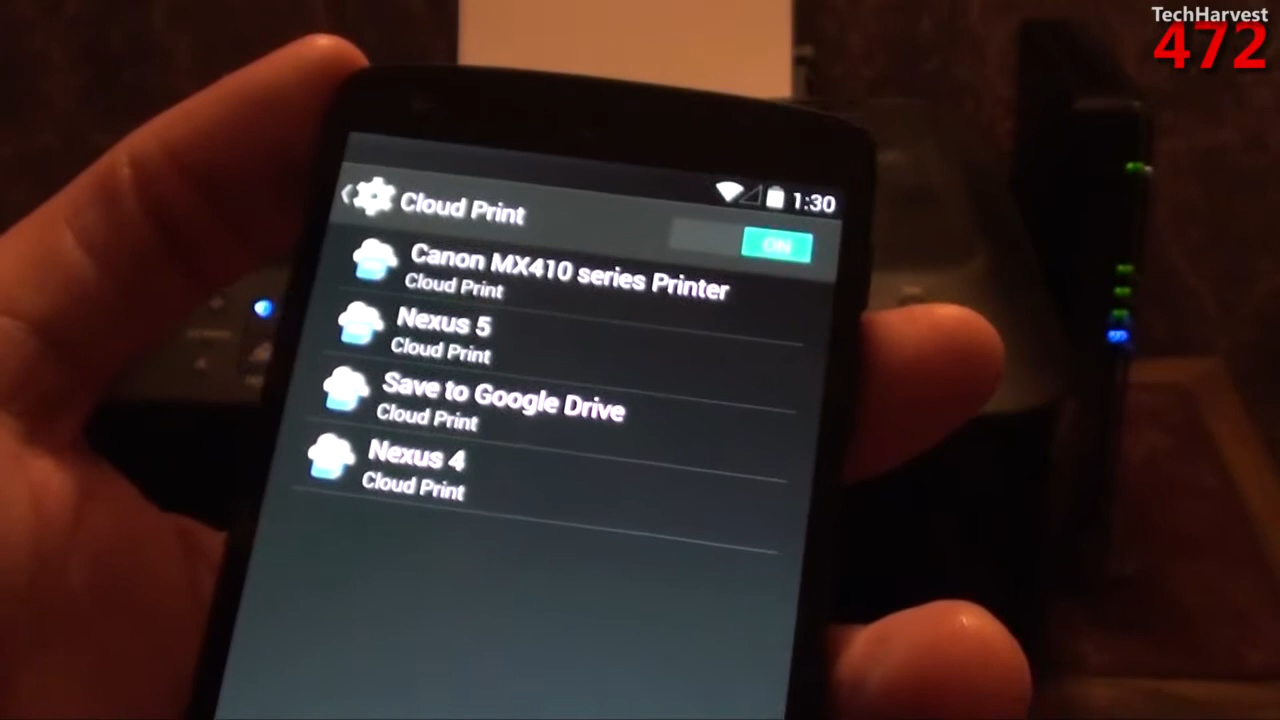 TechHarvest
472
1:30
Cloud Print
ON
Canon MX410 series Printer
Cloud Print
Nexus 5
Cloud Print
Save to Google Drive
Cloud Print
Nexus 4
Cloud Print